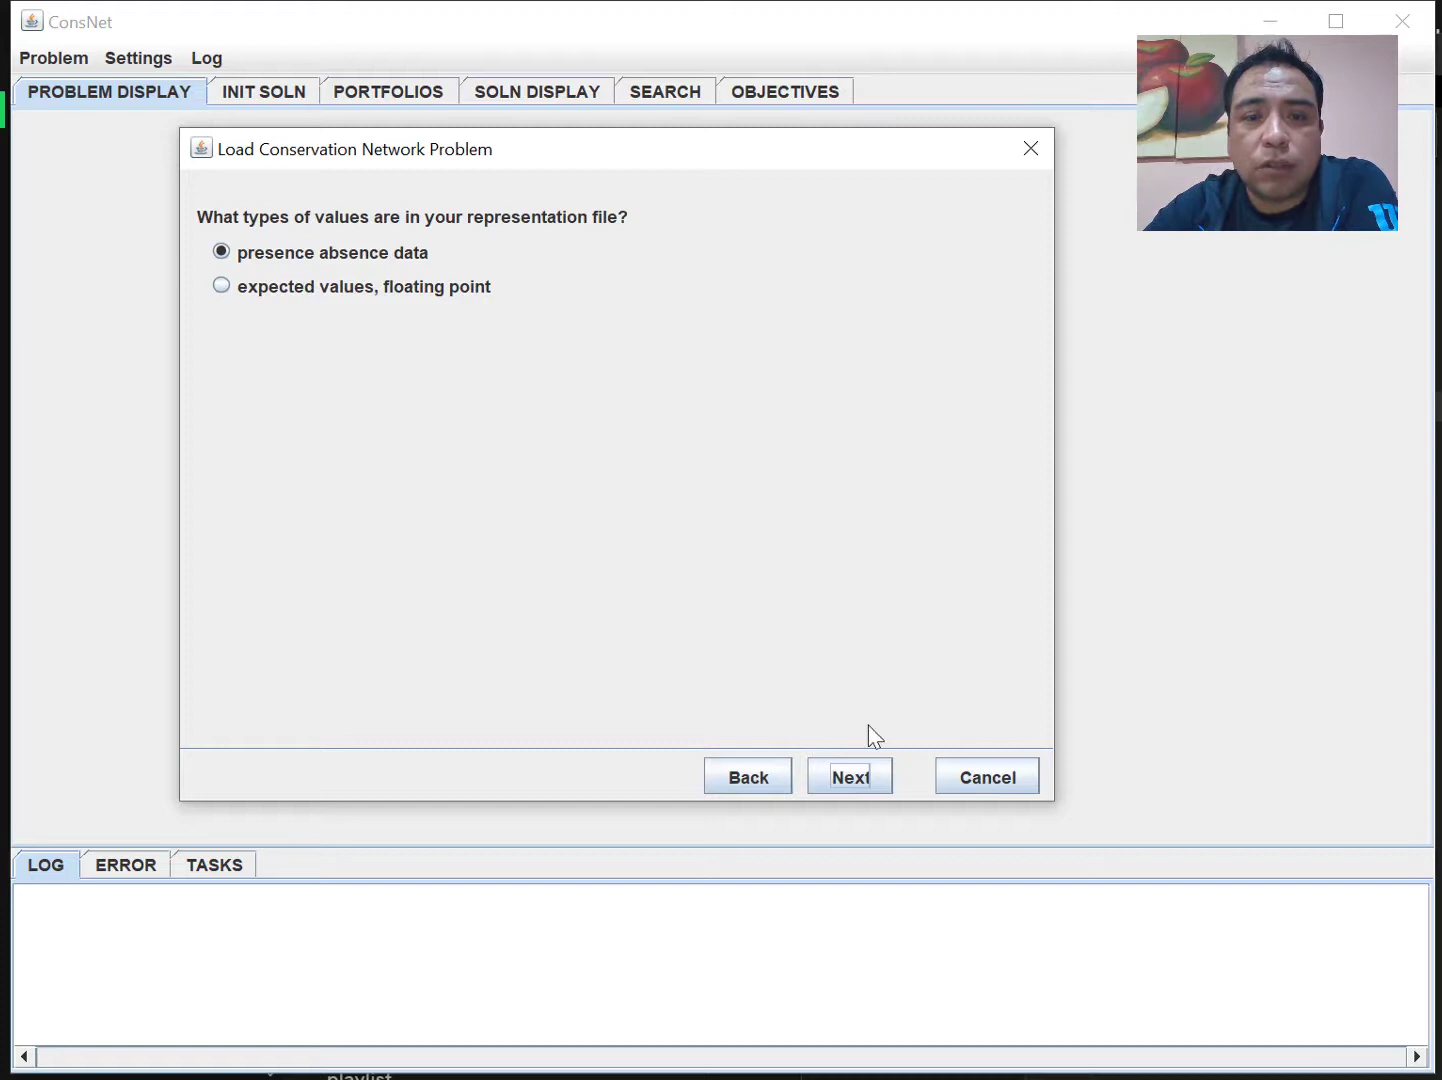 ConsNet
Problem Settings Log
PROBLEM DISPLAY INIT SOLN PORTFOLIOS SOLN DISPLAY SEARCH OBJECTIVES
Load Conservation Network Problem
What types of values are in your representation file?
presence absence data
expected values, floating point
Back Next Cancel
LOG ERROR TASKS
playlist